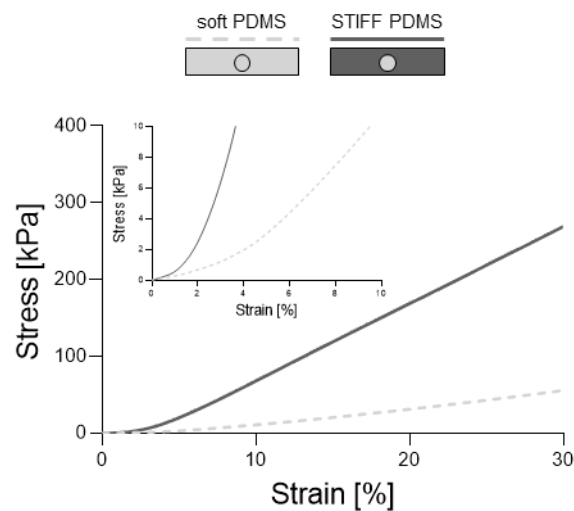 soft PDMS STIFF PDMS
400
300
200
100
0
Stress [kPa]
0 10 20 30
Strain [%]
10
8
6
4
2
0
Stress [kPa]
0 2 4 6 8 10
Strain [%]